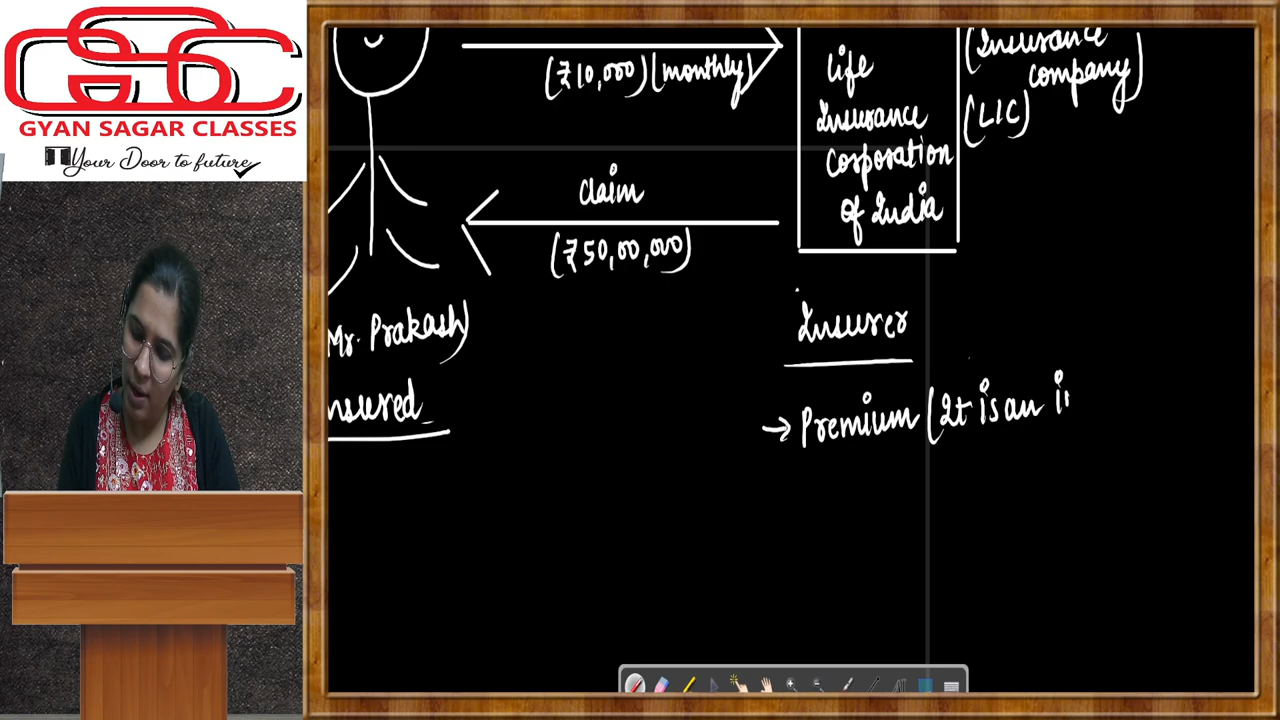 GSC
GYAN SAGAR CLASSES
Your Door to future
(₹10,000) (monthly)
Life
Insurance
Corporation
of India
(Insurance
company)
(LIC)
Claim
(₹50,00,000)
Mr. Prakash)
nsured
Insurer
→ Premium (It is an